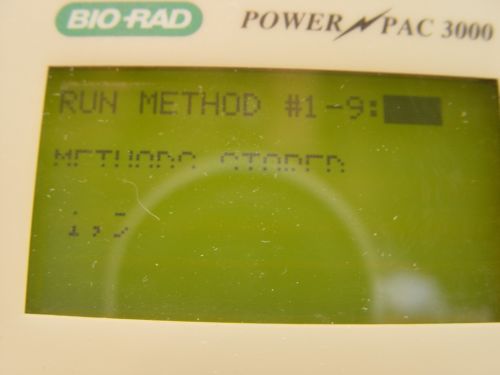 BIO-RAD POWER PAC 3000
RUN METHOD #1-9:
METHODS STORED